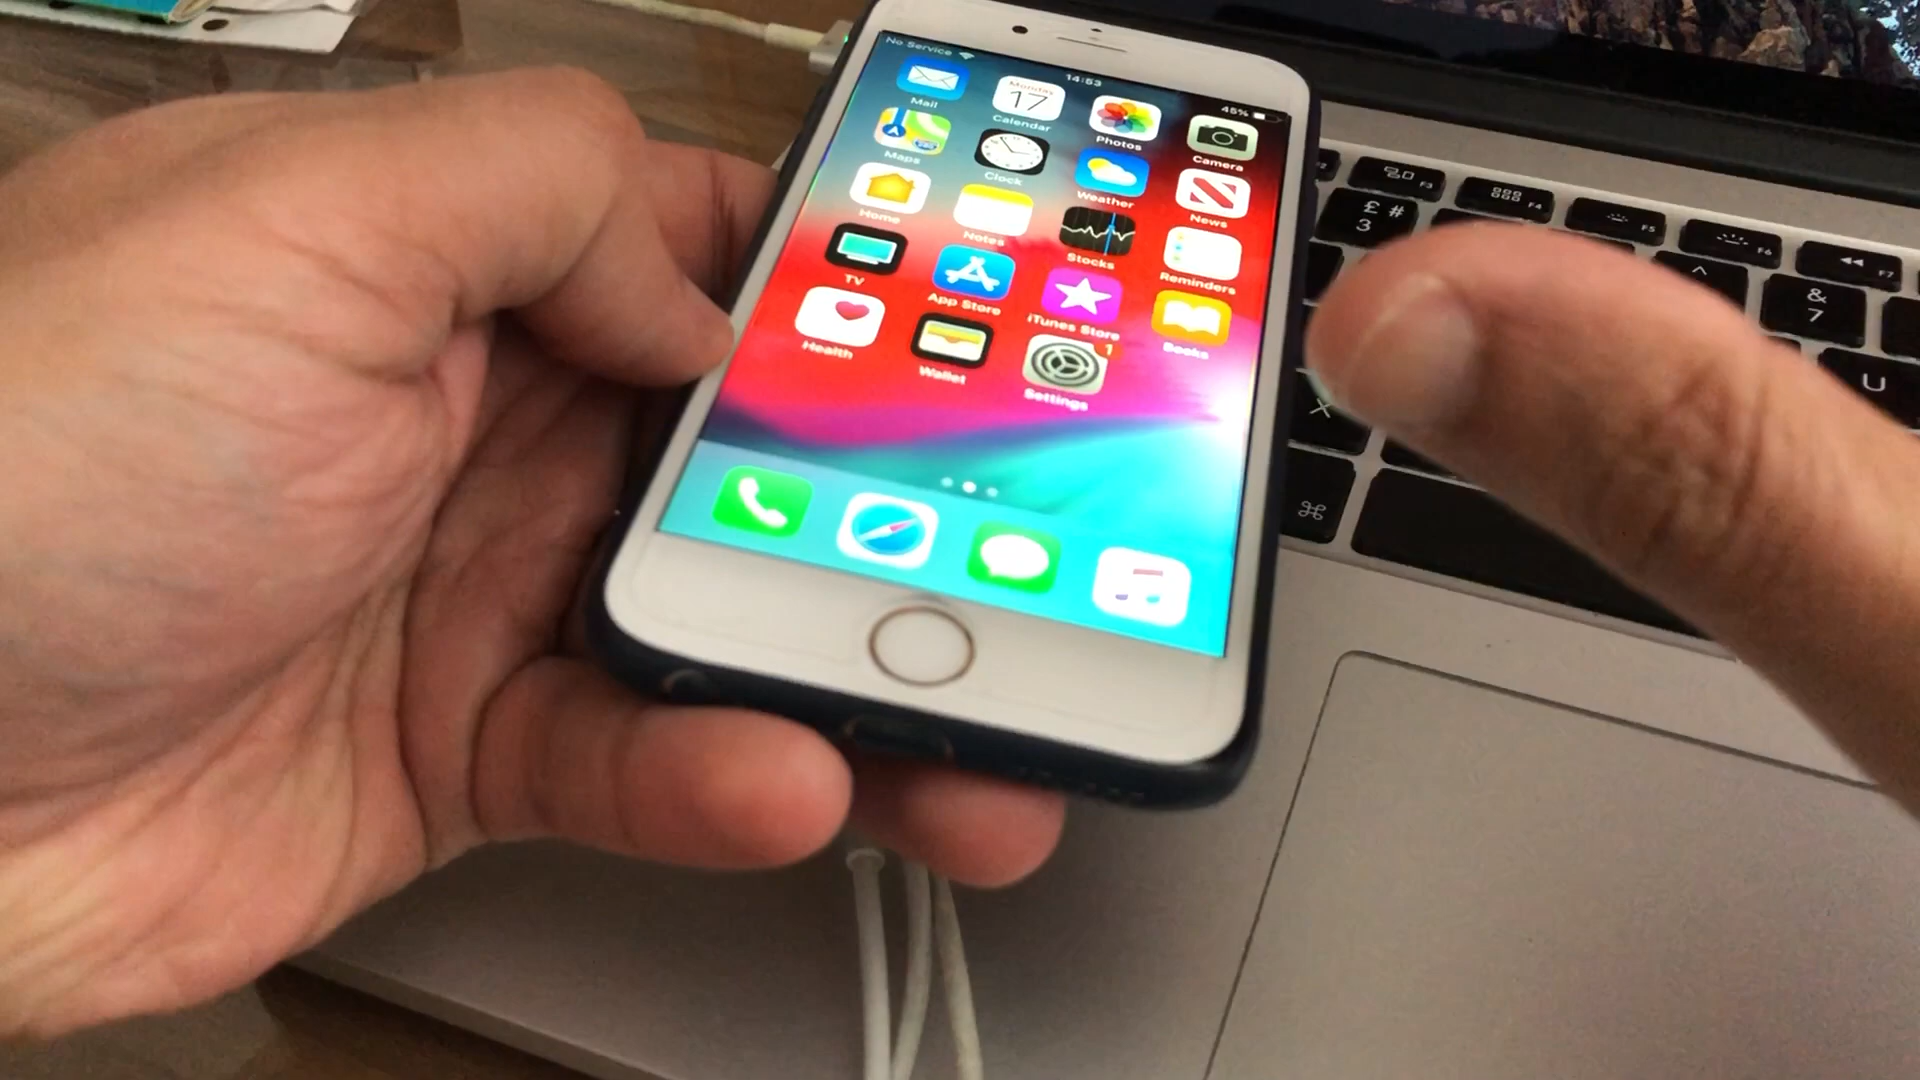 No Service
14:53
45%
Mail
Monday
17
Calendar
Photos
Camera
Maps
Clock
Weather
News
Home
Notes
Stocks
Reminders
TV
App Store
iTunes Store
Books
Health
Wallet
1
Settings
F3
F4
F5
F6
F7
£ #
3
^
&
7
U
X
⌘